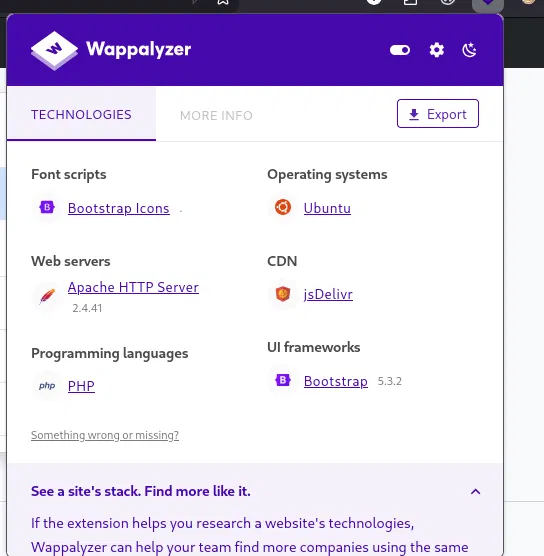 Wappalyzer
TECHNOLOGIES
MORE INFO
Export
Font scripts
Bootstrap Icons
Operating systems
Ubuntu
Web servers
Apache HTTP Server
2.4.41
CDN
jsDelivr
Programming languages
php
PHP
UI frameworks
Bootstrap 5.3.2
Something wrong or missing?
See a site's stack. Find more like it.
If the extension helps you research a website's technologies,
Wappalyzer can help your team find more companies using the same